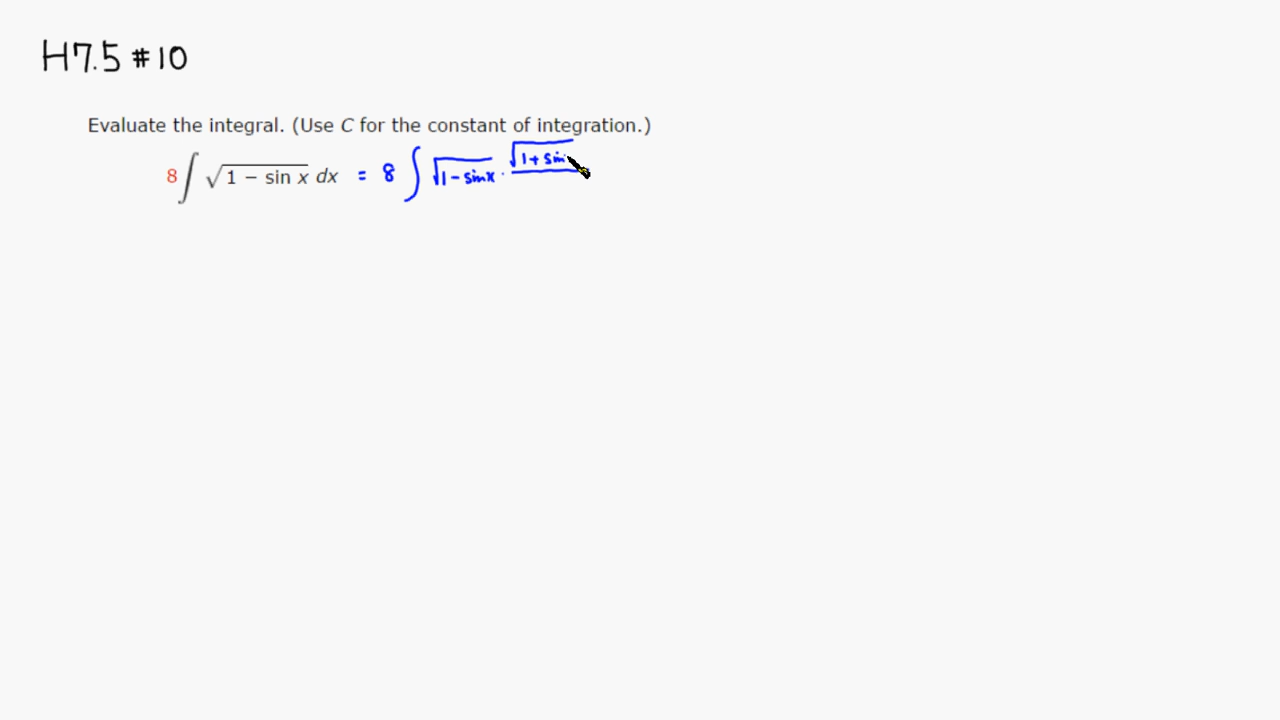 H7.5 #10
Evaluate the integral. (Use C for the constant of integration.)
8∫ √(1 − sin x) dx = 8 ∫ √(1 - sin x) · √(1 + sin